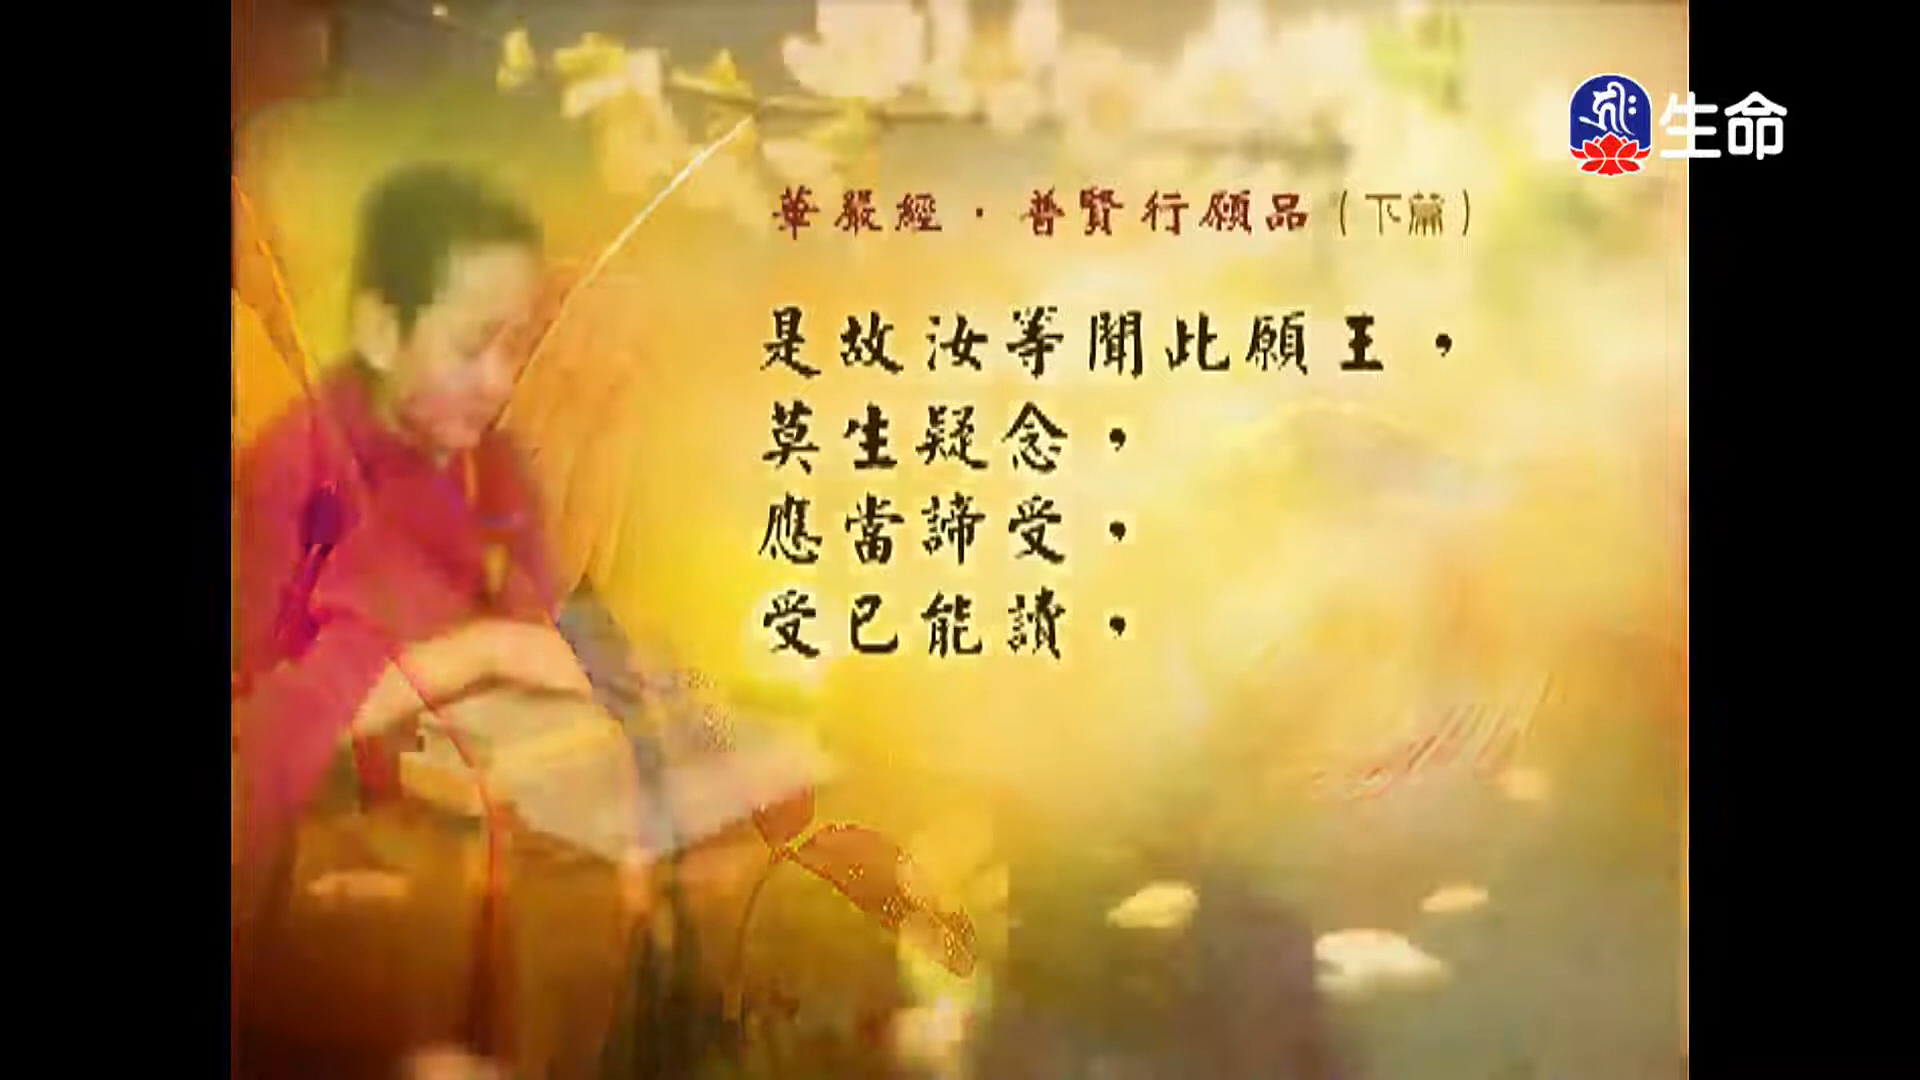 生命
華嚴經·普賢行願品(下篇)
是故汝等聞此願王,
莫生疑念,
應當諦受。
受已能讀。